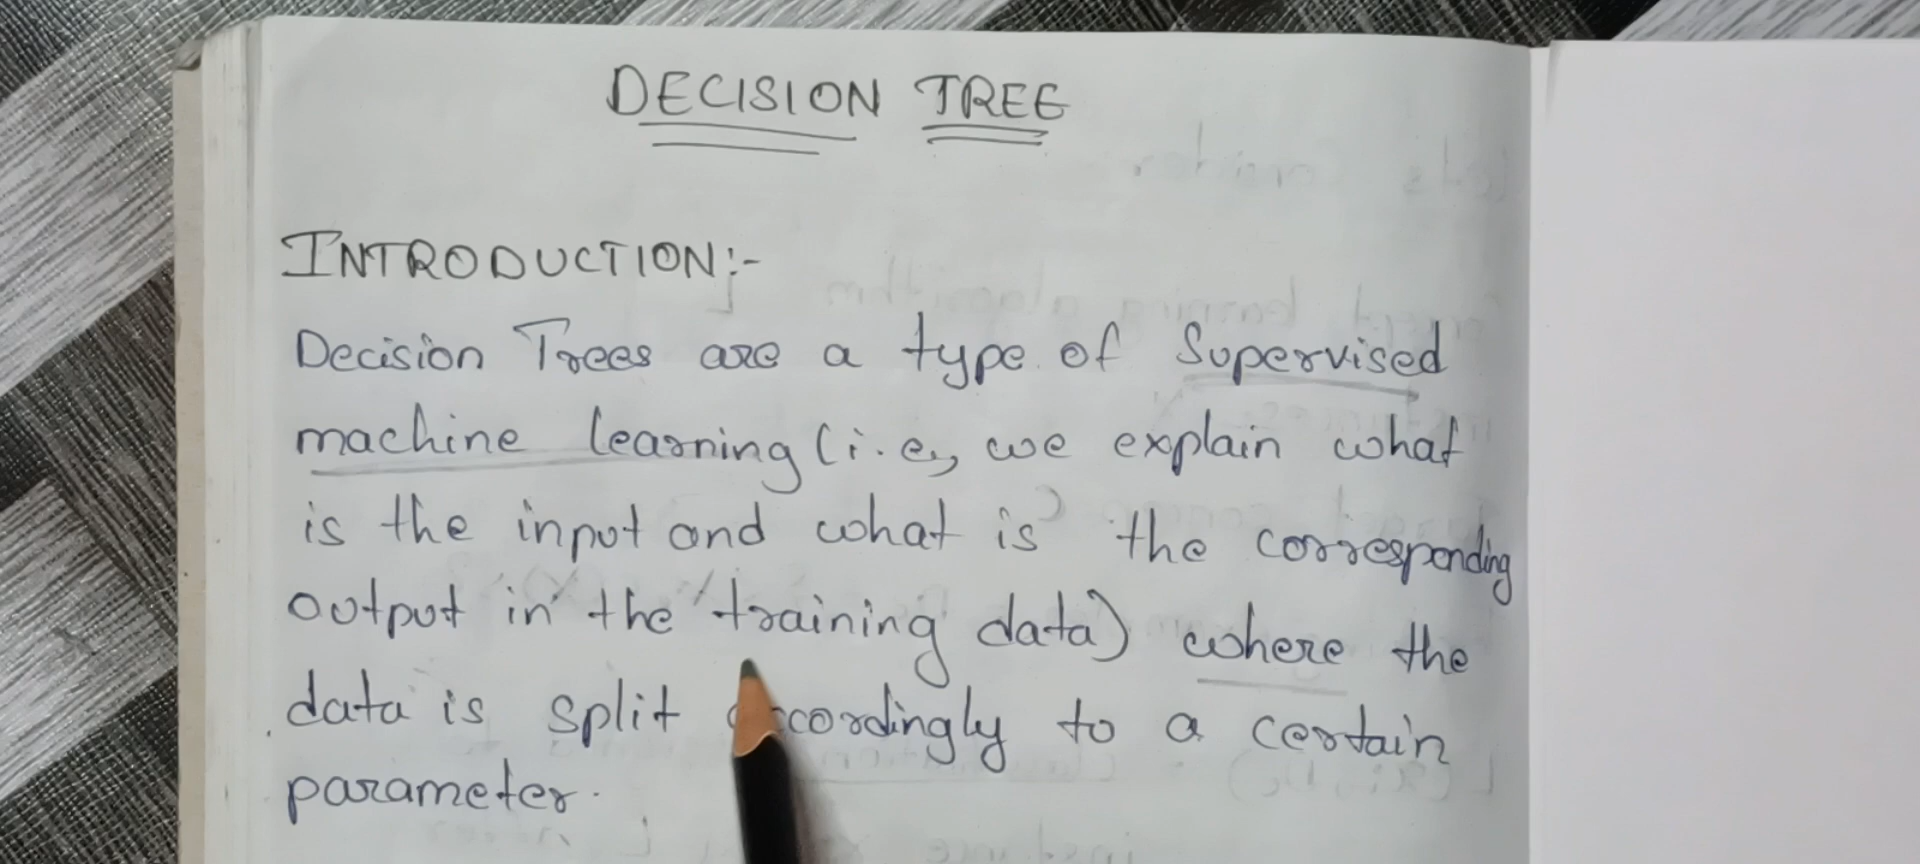 DECISION TREE
INTRODUCTION:-
Decision Trees are a type of Supervised
machine learning (i.e, we explain what
is the input and what is the corresponding
output in the training data) where the
data is split accordingly to a certain
parameter.